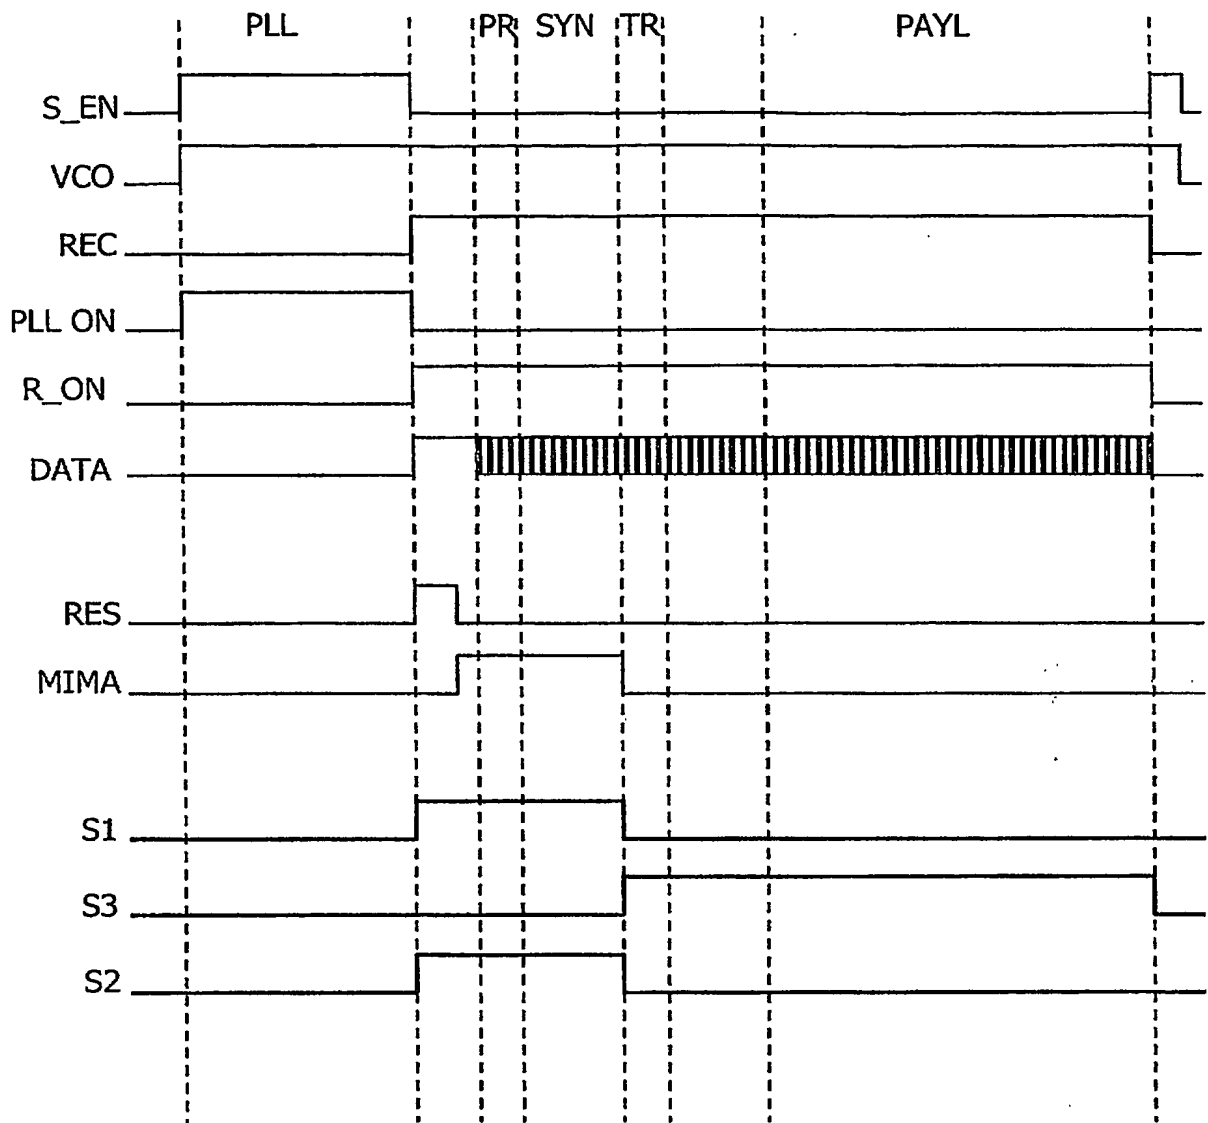 PLL PR SYN TR PAYL
S_EN
VCO
REC
PLL ON
R_ON
DATA
RES
MIMA
S1
S3
S2